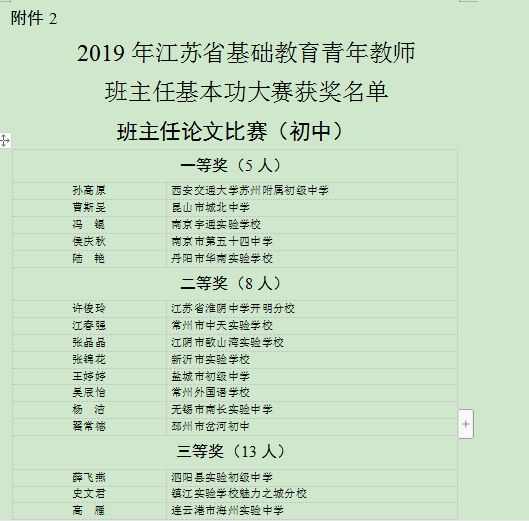 附件 2
2019 年江苏省基础教育青年教师
班主任基本功大赛获奖名单
班主任论文比赛（初中）
一等奖（5 人）
孙高原 西安交通大学苏州附属初级中学
曹斯旻 昆山市城北中学
冯 锟 南京宇通实验学校
侯庆秋 南京市第五十四中学
陆 艳 丹阳市华南实验学校
二等奖（8 人）
许俊玲 江苏省淮阴中学开明分校
江春强 常州市中天实验学校
张晶晶 江阴市敔山湾实验学校
张锦花 新沂市实验学校
王婷婷 盐城市初级中学
吴辰怡 常州外国语学校
杨 洁 无锡市南长实验中学
翟常德 邳州市岔河初中
三等奖（13 人）
薛飞燕 泗阳县实验初级中学
史文君 镇江实验学校魅力之城分校
高 雁 连云港市海州实验中学